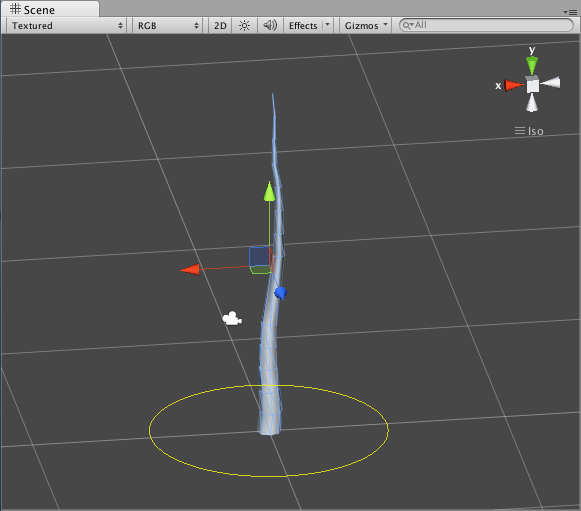 Scene
Textured RGB 2D Effects Gizmos All
y
x
Iso